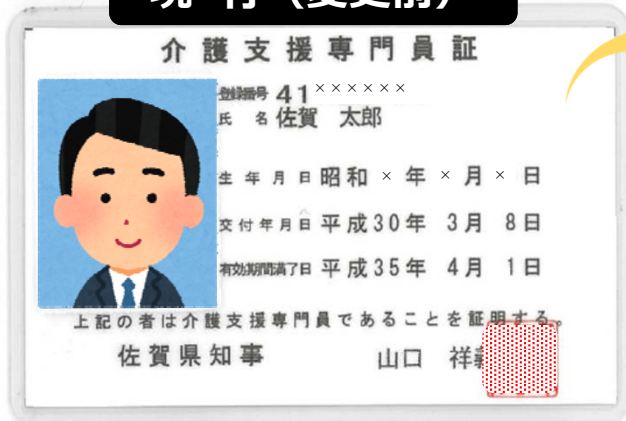 現 行（変更前）
介護支援専門員証
登録番号 41××××××
氏 名 佐賀 太郎
生年月日 昭和×年×月×日
交付年月日 平成30年 3月 8日
有効期間満了日 平成35年 4月 1日
上記の者は介護支援専門員であることを証明する。
佐賀県知事 山口 祥